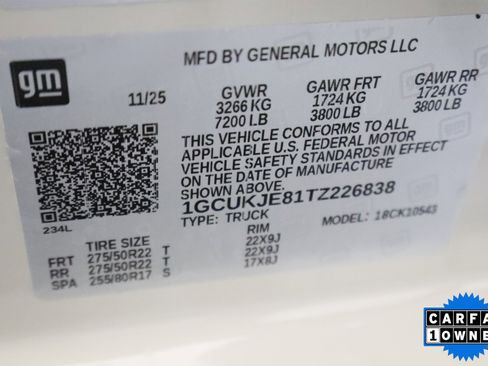 gm
MFD BY GENERAL MOTORS LLC
11/25
GVWR GAWR FRT GAWR RR
3266 KG 1724 KG 1724 KG
7200 LB 3800 LB 3800 LB
THIS VEHICLE CONFORMS TO ALL
APPLICABLE U.S. FEDERAL MOTOR
VEHICLE SAFETY STANDARDS IN EFFECT
ON THE DATE OF MANUFACTURE
SHOWN ABOVE.
1GCUKJE81TZ226838
TYPE: TRUCK MODEL: 18CK10543
234L
TIRE SIZE RIM
FRT 275/50R22 T 22X9J
RR 275/50R22 T 22X9J
SPA 255/80R17 S 17X8J
CARFA
1 OWNE